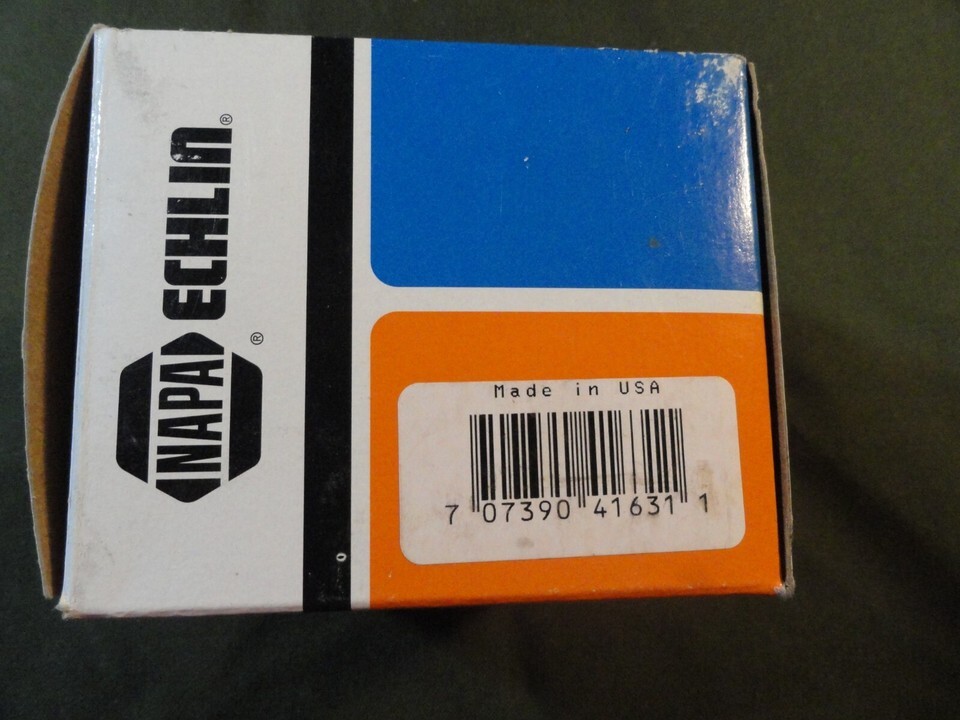 NAPA® ECHLIN®
Made in USA
7 07390 41631 1
0